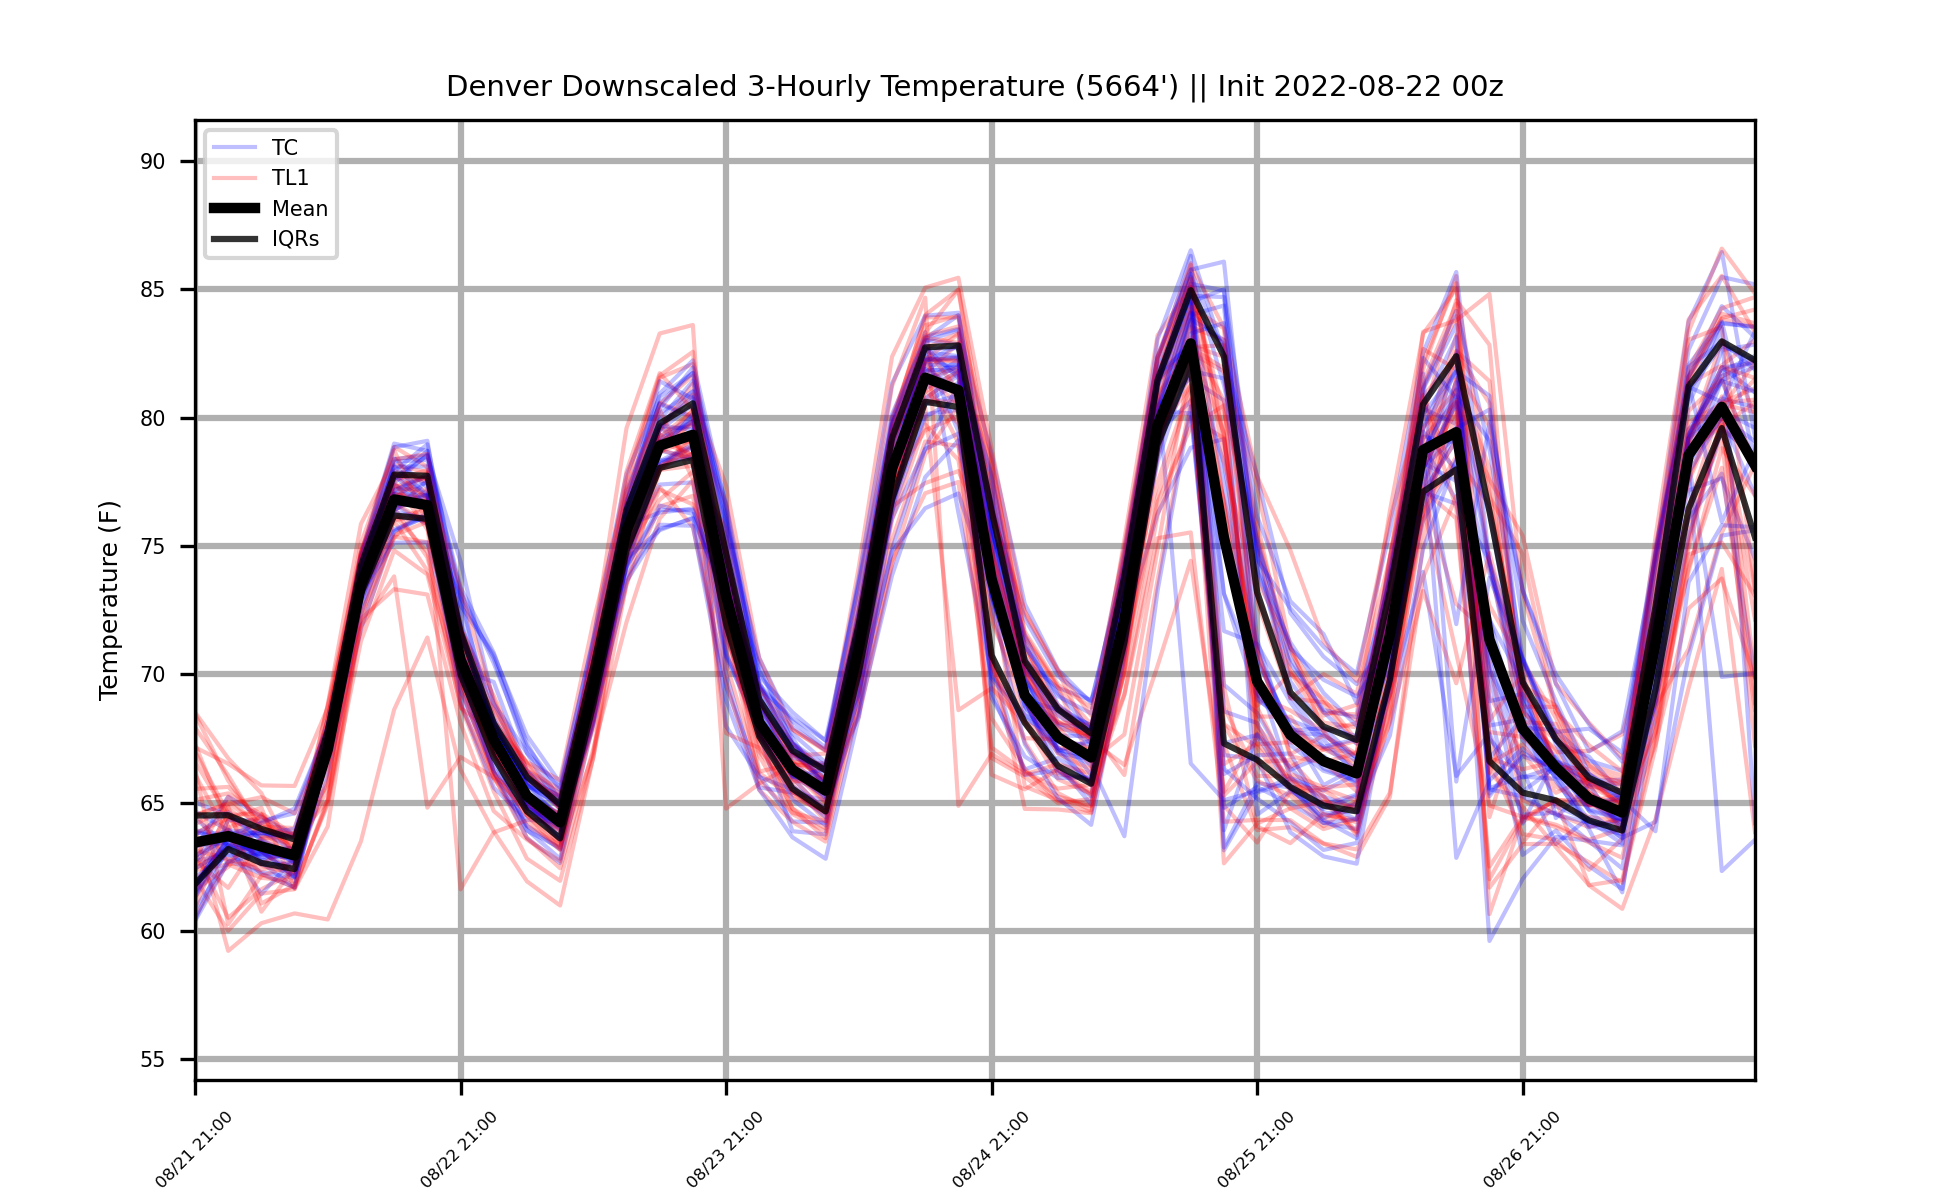 Denver Downscaled 3-Hourly Temperature (5664') || Init 2022-08-22 00z
TC
TL1
Mean
IQRs
Temperature (F)
90
85
80
75
70
65
60
55
08/21 21:00
08/22 21:00
08/23 21:00
08/24 21:00
08/25 21:00
08/26 21:00